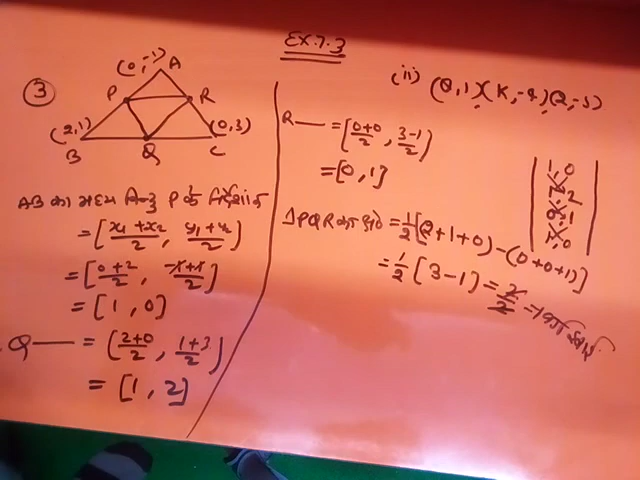 Ex.7.3
(3)
(0,-1) A
P R
(2,1) (0,3)
B Q C
AB का मध्य बिन्दु P के निर्देशांक
= [x₁+x₂/2, y₁+y₂/2]
= [0+2/2, -1+1/2]
= [1, 0]
Q — = (2+0/2, 1+3/2)
= [1, 2]
(ii) (8,1)(K,-4)(2,-5)
R — = [0+0/2, 3-1/2]
= [0, 1]
1, 0
1, 2
0, 1
1, 0
ΔPQR का क्षे० = 1/2[(2+1+0)-(0+0+1)]
= 1/2[3-1] = 2/2 = 1 वर्ग